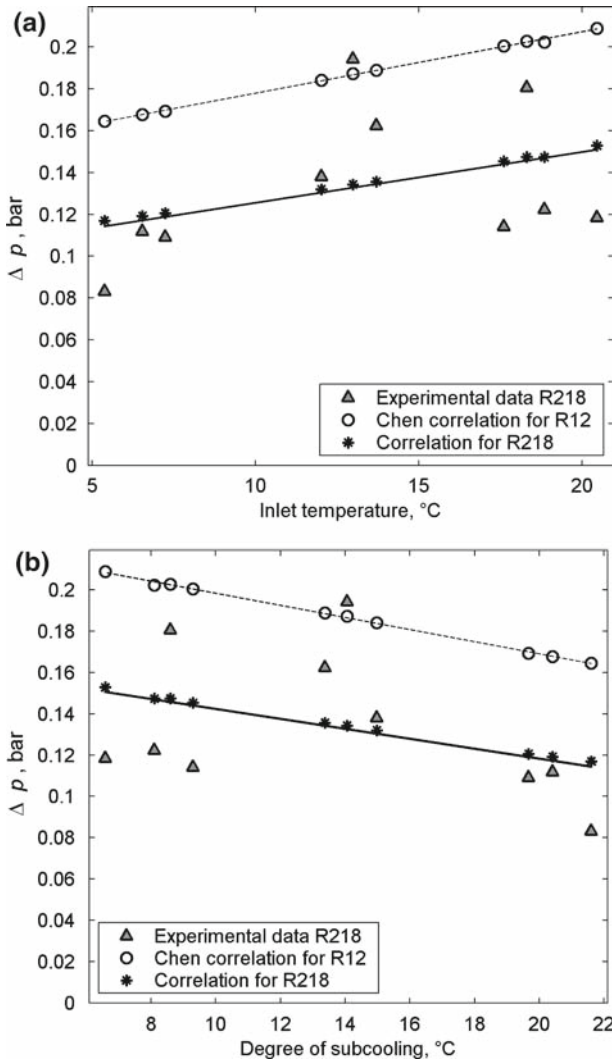 (a)
0.2
0.18
0.16
0.14
0.12
0.1
0.08
0.06
0.04
0.02
0
Δ p, bar
Experimental data R218
Chen correlation for R12
Correlation for R218
5 10 15 20
Inlet temperature, °C
(b)
0.2
0.18
0.16
0.14
0.12
0.1
0.08
0.06
0.04
0.02
0
Δ p, bar
Experimental data R218
Chen correlation for R12
Correlation for R218
8 10 12 14 16 18 20 22
Degree of subcooling, °C